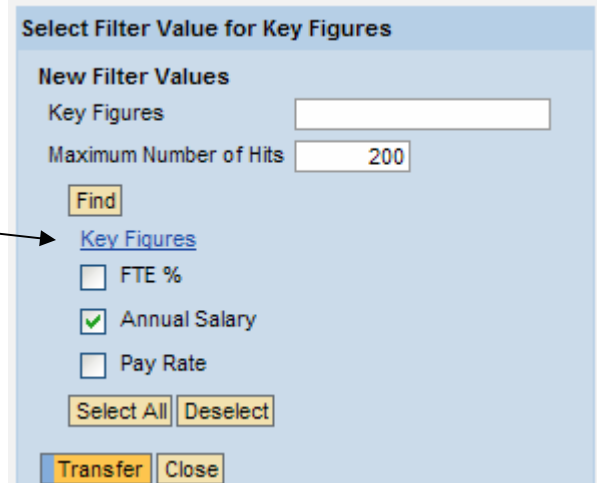 Select Filter Value for Key Figures
New Filter Values
Key Figures
Maximum Number of Hits 200
Find
Key Figures
FTE %
Annual Salary
Pay Rate
Select All Deselect
Transfer Close